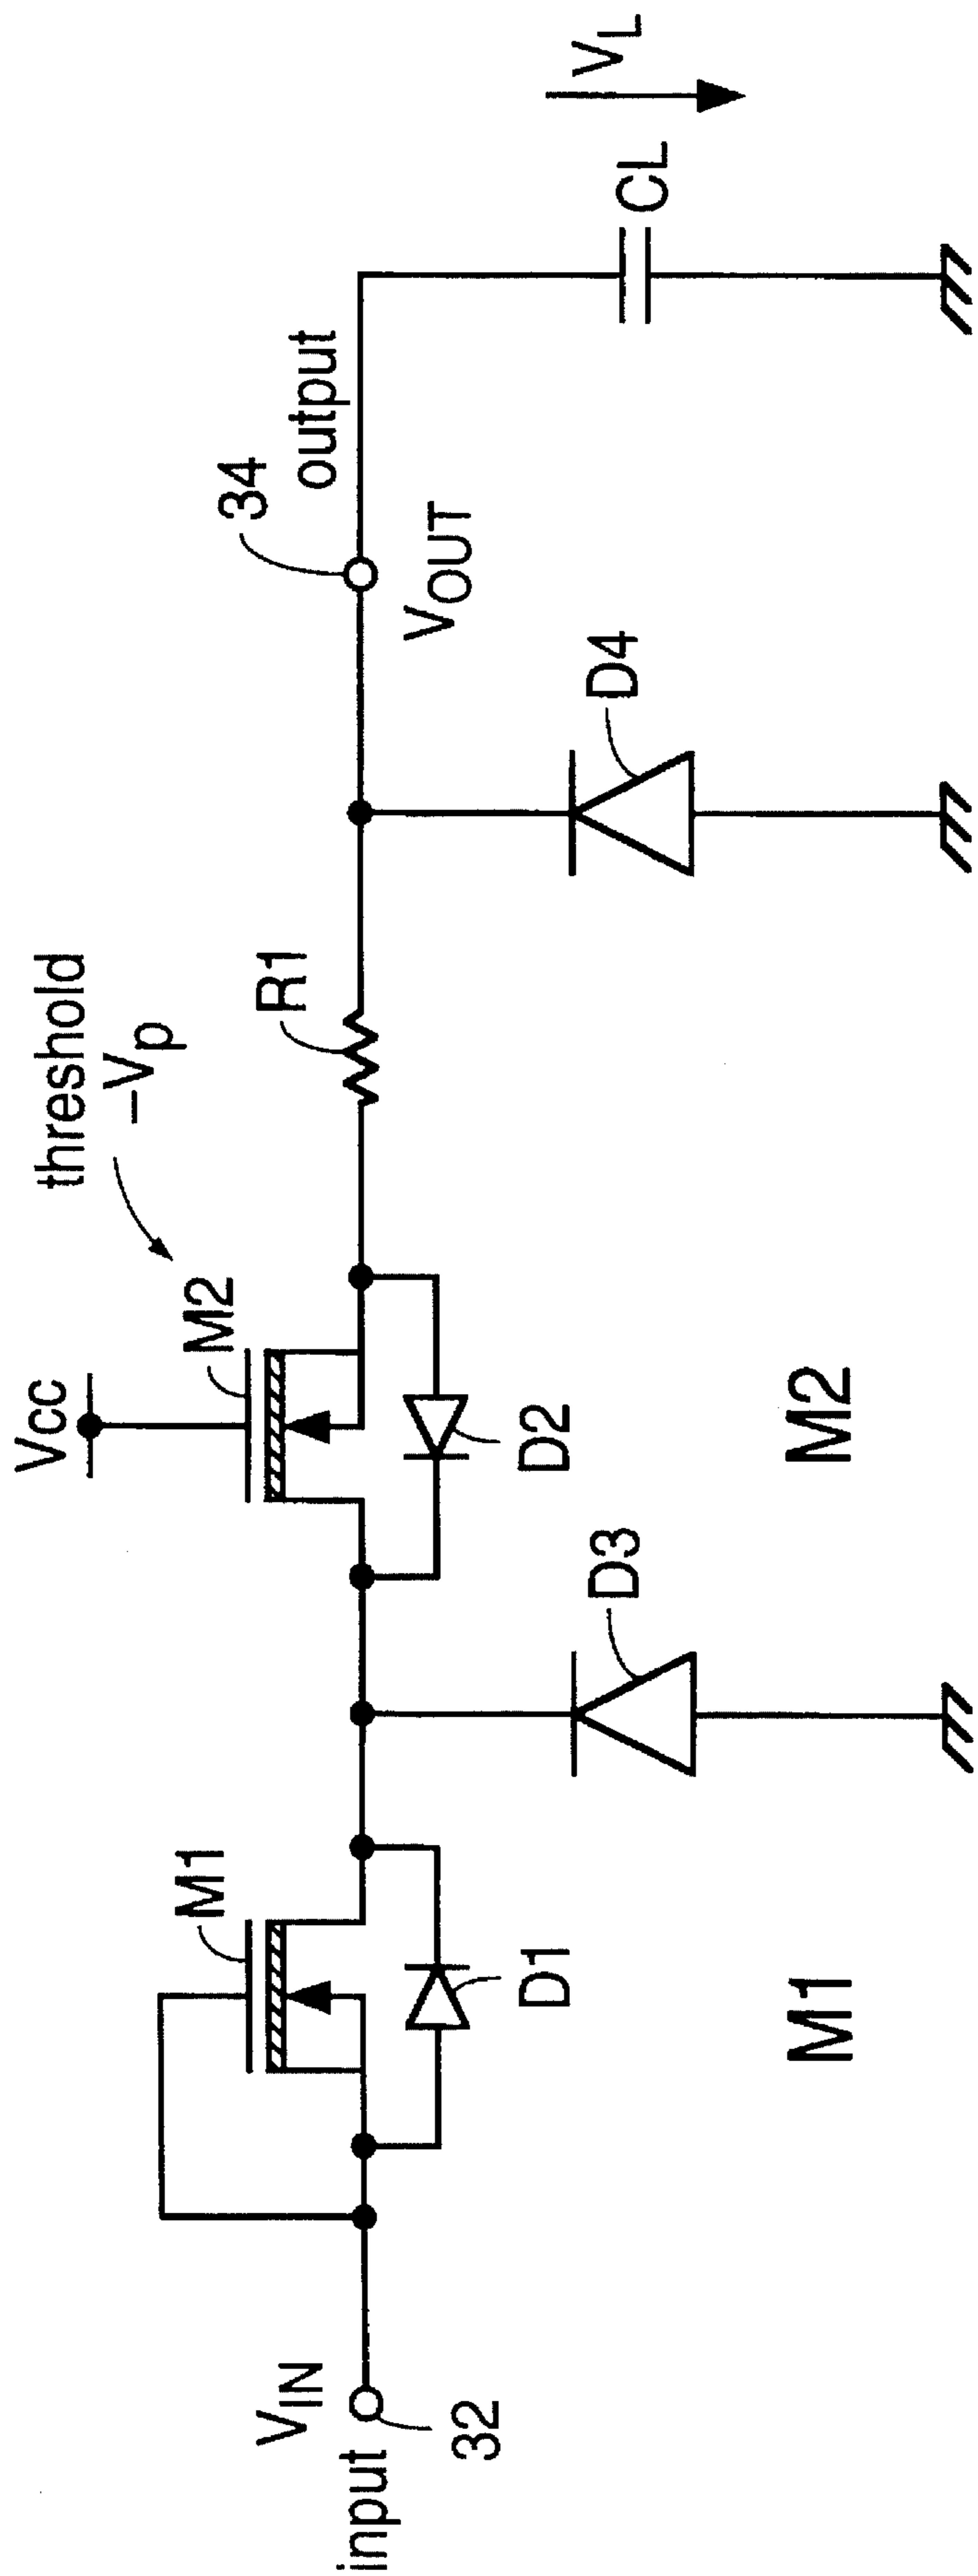 threshold
–Vp
Vcc
M1
M2
R1
34
output
VIN
input
32
D1
D2
D3
D4
VOUT
CL
VL
M1
M2